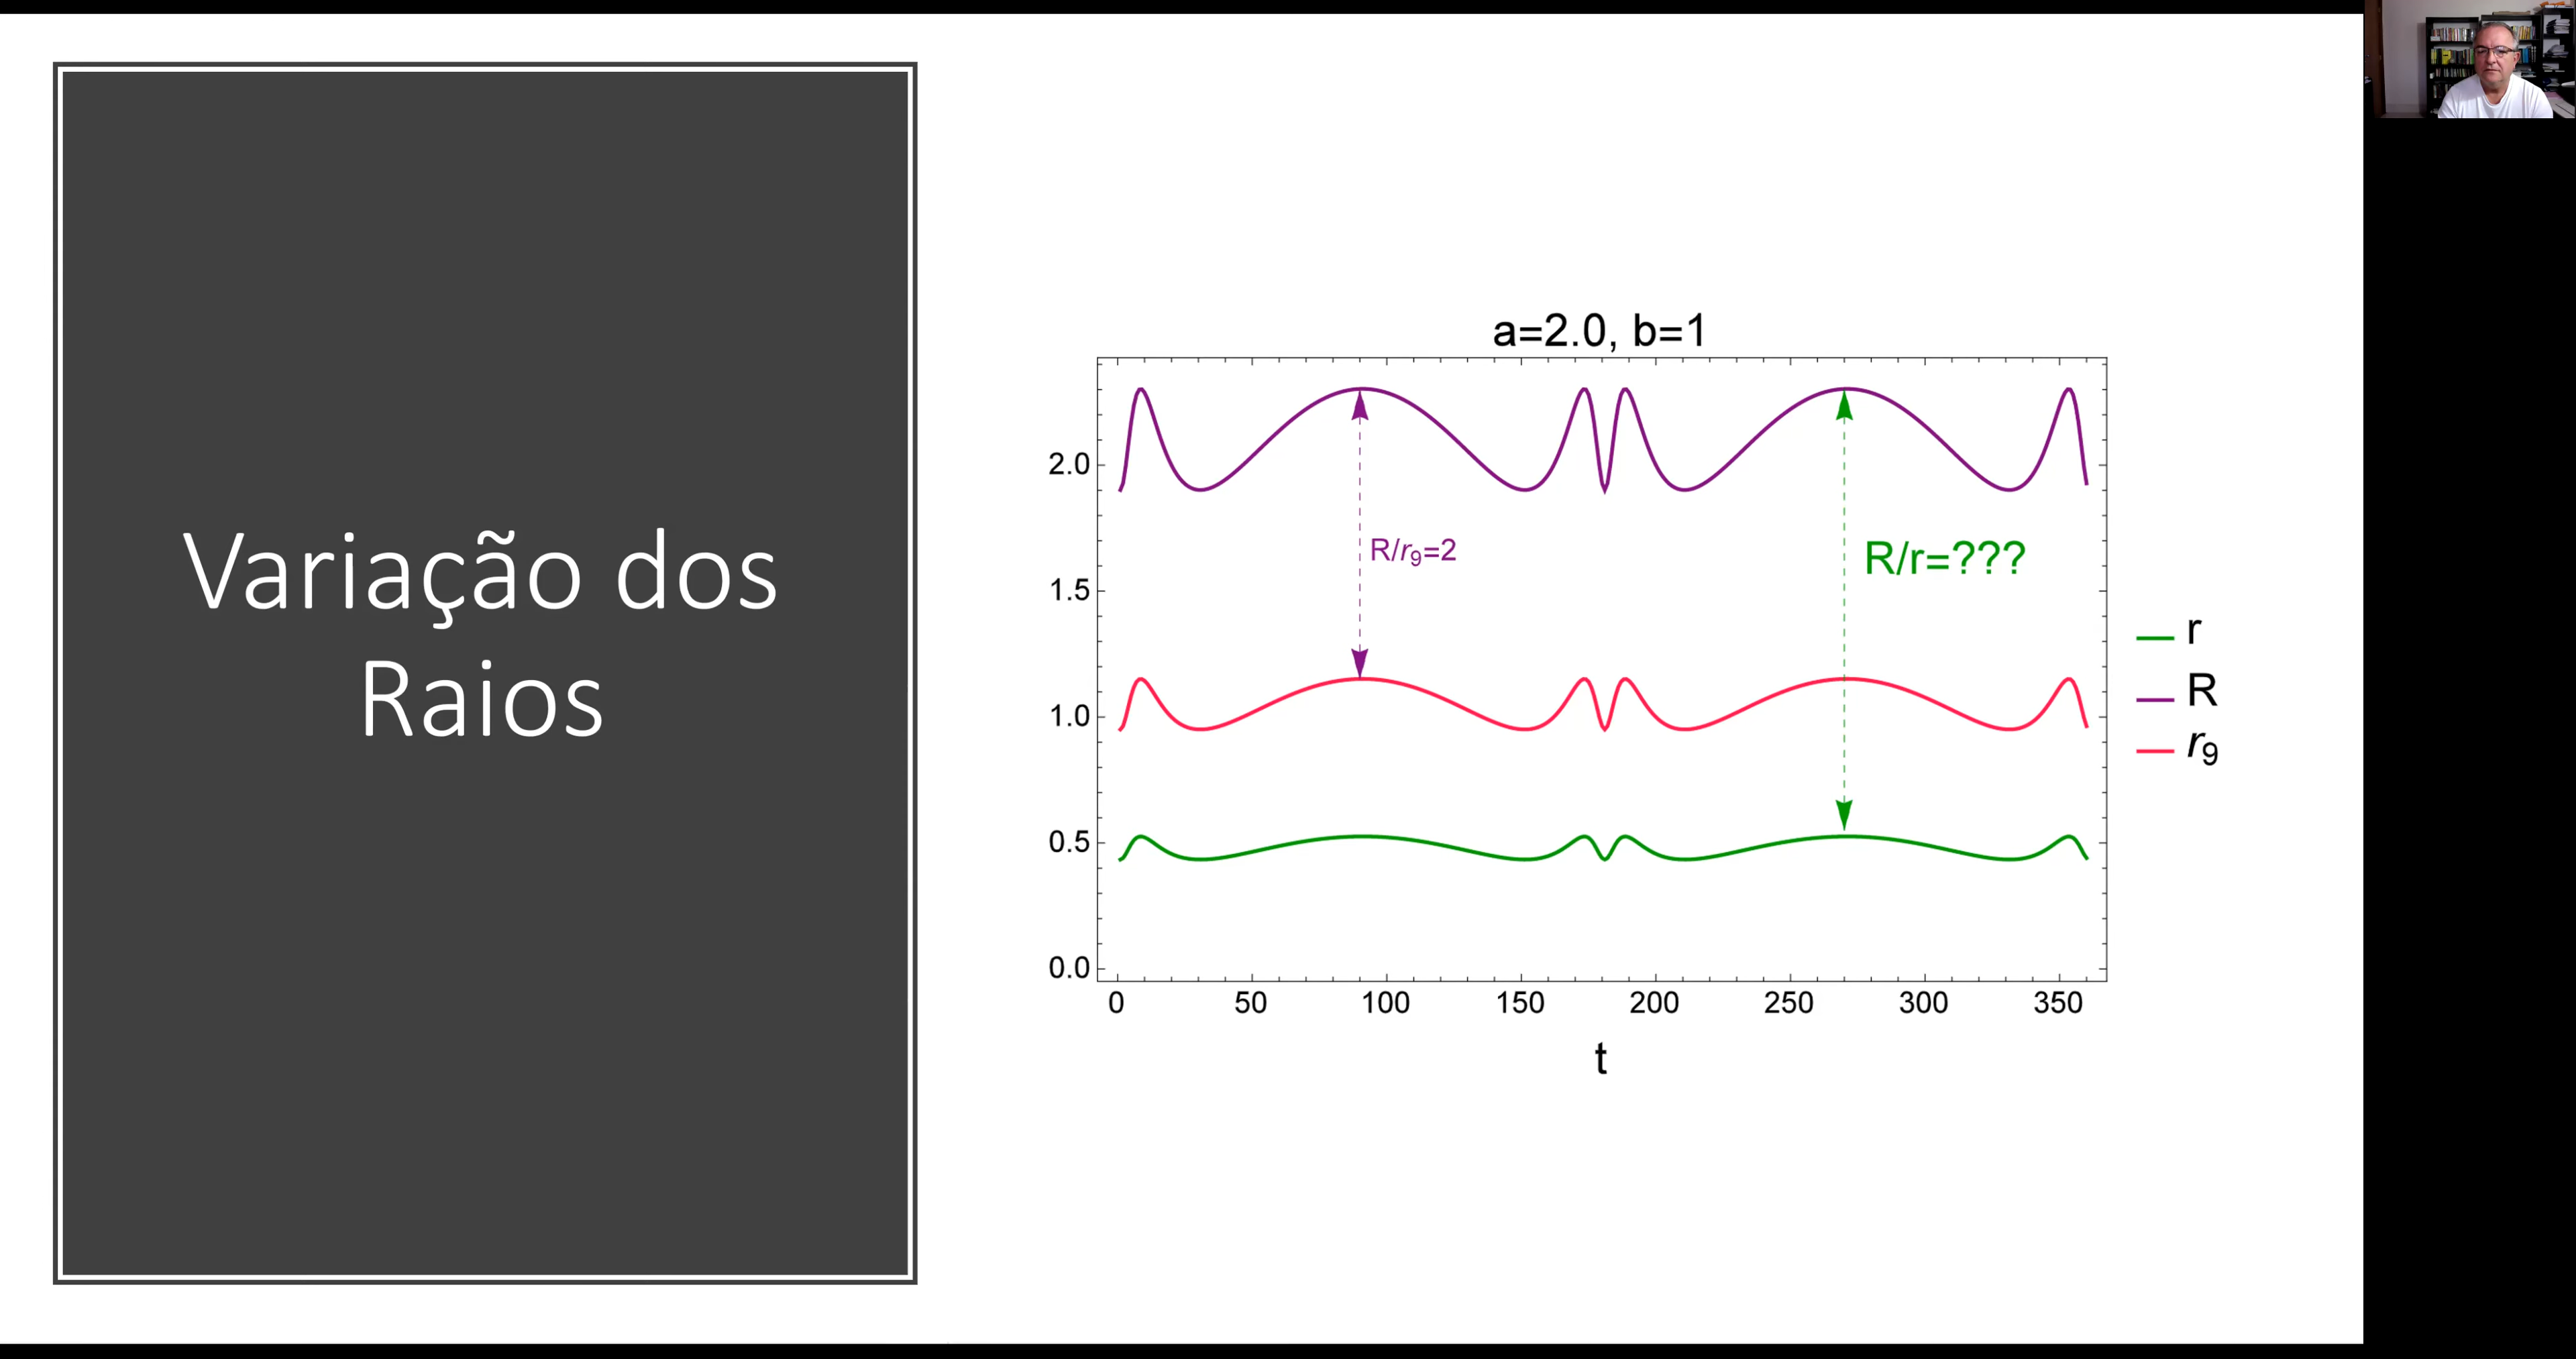 Variação dos
Raios
a=2.0, b=1
2.0
1.5
1.0
0.5
0.0
R/r₉=2
R/r=???
r
R
r₉
0 50 100 150 200 250 300 350
t